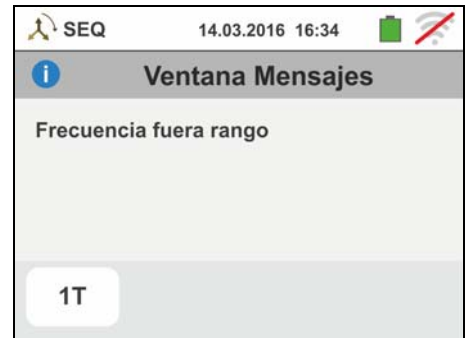 SEQ 14.03.2016 16:34
Ventana Mensajes
Frecuencia fuera rango
1T